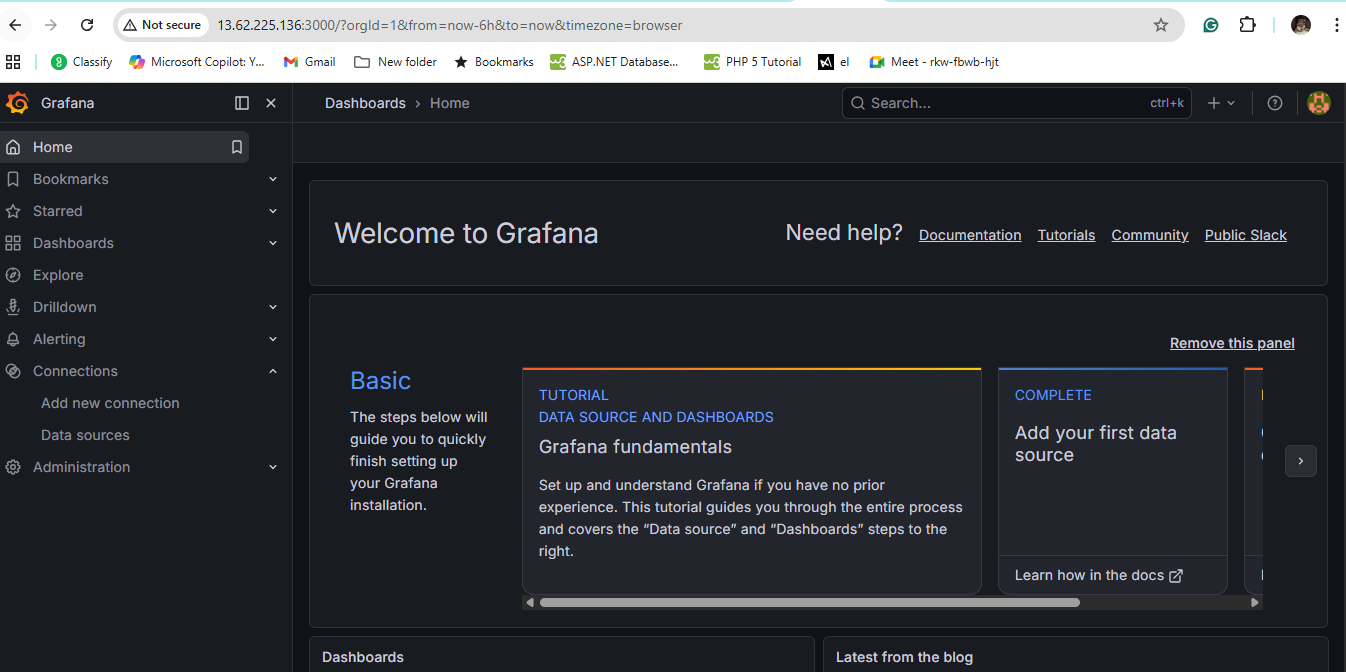 Not secure
13.62.225.136:3000/?orgId=1&from=now-6h&to=now&timezone=browser
Classify
Microsoft Copilot: Y...
Gmail
New folder
Bookmarks
ASP.NET Database...
PHP 5 Tutorial
el
Meet - rkw-fbwb-hjt
Grafana
Dashboards › Home
Search...
ctrl+k
Home
Bookmarks
Starred
Dashboards
Explore
Drilldown
Alerting
Connections
Add new connection
Data sources
Administration
Welcome to Grafana
Need help?
Documentation
Tutorials
Community
Public Slack
Remove this panel
Basic
The steps below will
guide you to quickly
finish setting up
your Grafana
installation.
TUTORIAL
DATA SOURCE AND DASHBOARDS
Grafana fundamentals
Set up and understand Grafana if you have no prior
experience. This tutorial guides you through the entire process
and covers the “Data source” and “Dashboards” steps to the
right.
COMPLETE
Add your first data
source
Learn how in the docs
Dashboards
Latest from the blog